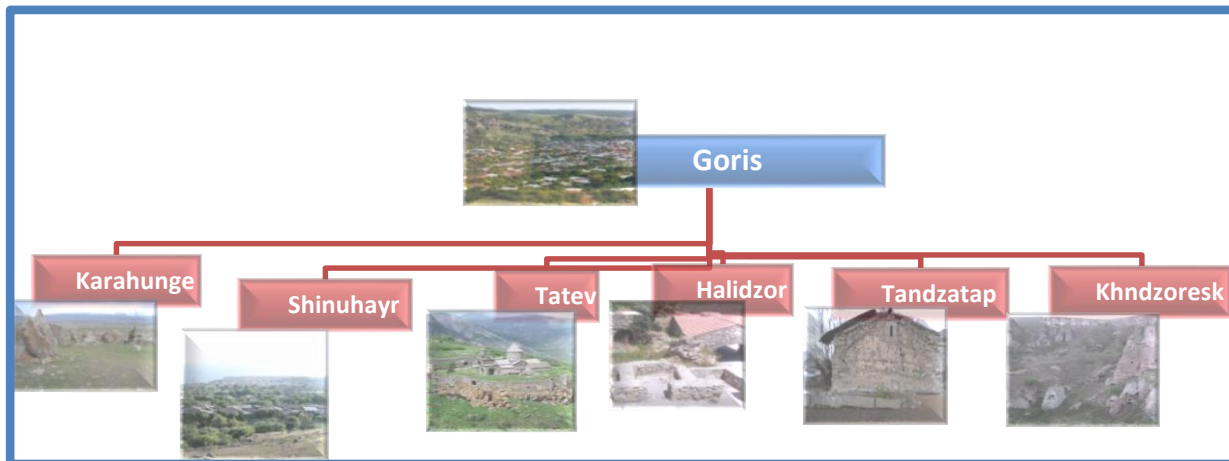 Goris
Karahunge
Shinuhayr
Tatev
Halidzor
Tandzatap
Khndzoresk